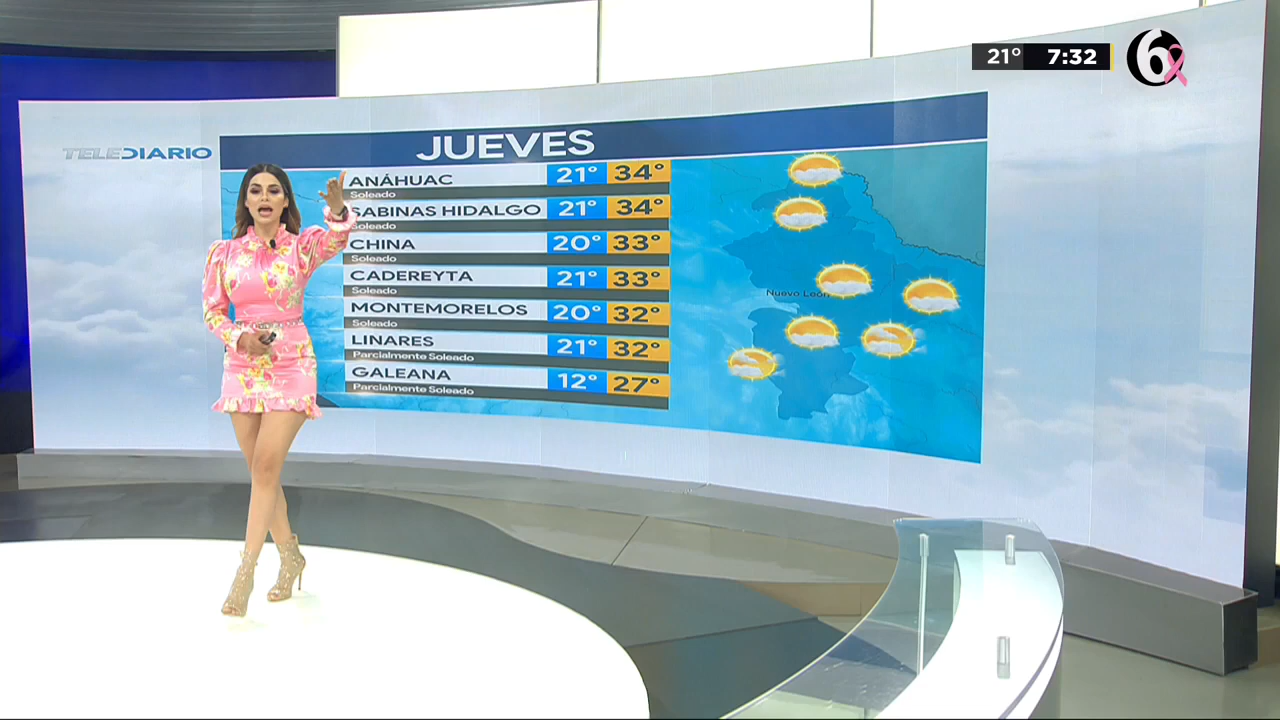 21° 7:32
6
TELEDIARIO
JUEVES
ANÁHUAC 21° 34°
Soleado
SABINAS HIDALGO 21° 34°
Soleado
CHINA 20° 33°
Soleado
CADEREYTA 21° 33°
Soleado
MONTEMORELOS 20° 32°
Soleado
LINARES 21° 32°
Parcialmente Soleado
GALEANA 12° 27°
Parcialmente Soleado
Nuevo León